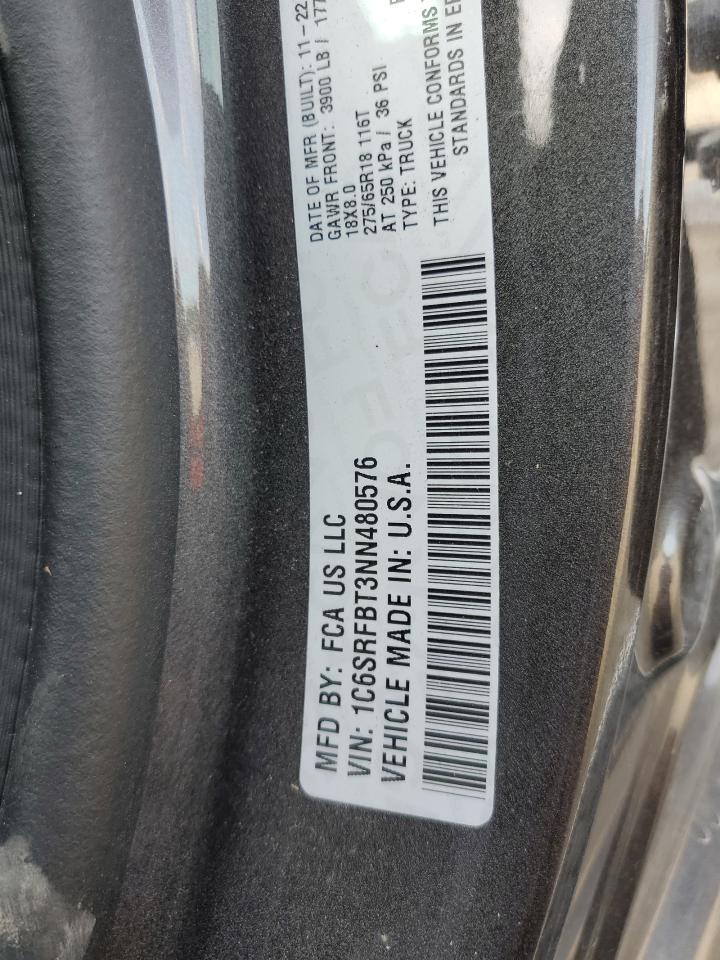 MFD BY: FCA US LLC
VIN: 1C6SRFBT3NN480576
VEHICLE MADE IN: U.S.A.
DATE OF MFR (BUILT): 11-22
GAWR FRONT: 3900 LB / 177
18X8.0
275/65R18 116T
AT 250 kPa / 36 PSI
TYPE: TRUCK
THIS VEHICLE CONFORMS
STANDARDS IN